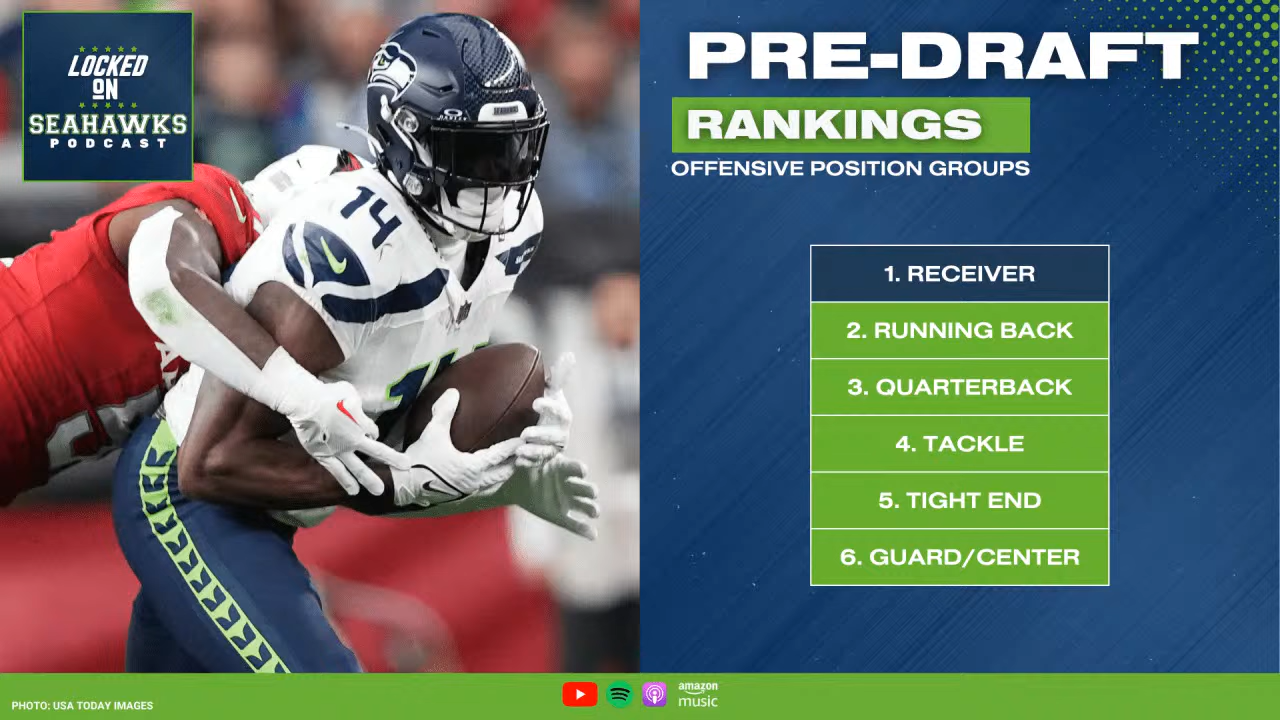 LOCKED
ON
SEAHAWKS
PODCAST
PRE-DRAFT
RANKINGS
OFFENSIVE POSITION GROUPS
14
SEAHAWKS
1. RECEIVER
2. RUNNING BACK
3. QUARTERBACK
4. TACKLE
5. TIGHT END
6. GUARD/CENTER
PHOTO: USA TODAY IMAGES
amazon
music